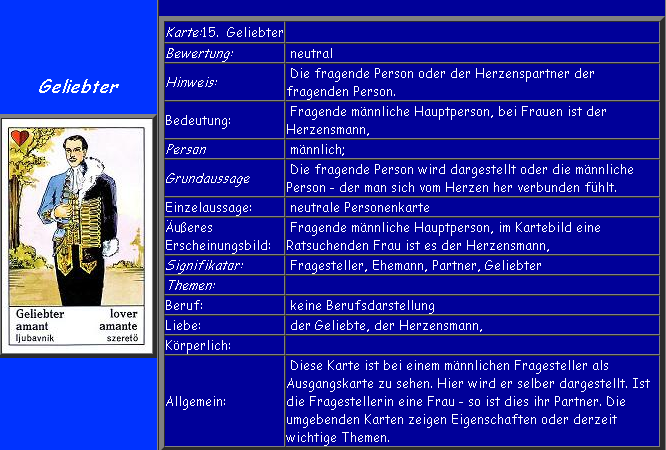 Geliebter
Geliebter lover
amant amante
ljubavnik szerető
Karte:15. Geliebter
Bewertung: neutral
Hinweis: Die fragende Person oder der Herzenspartner der
fragenden Person.
Bedeutung: Fragende männliche Hauptperson, bei Frauen ist der
Herzensmann,
Person männlich;
Grundaussage Die fragende Person wird dargestellt oder die männliche
Person - der man sich vom Herzen her verbunden fühlt.
Einzelaussage: neutrale Personenkarte
Äußeres
Erscheinungsbild: Fragende männliche Hauptperson, im Kartebild eine
Ratsuchenden Frau ist es der Herzensmann,
Signifikator: Fragesteller, Ehemann, Partner, Geliebter
Themen:
Beruf: keine Berufsdarstellung
Liebe: der Geliebte, der Herzensmann,
Körperlich:
Allgemein: Diese Karte ist bei einem männlichen Fragesteller als
Ausgangskarte zu sehen. Hier wird er selber dargestellt. Ist
die Fragestellerin eine Frau - so ist dies ihr Partner. Die
umgebenden Karten zeigen Eigenschaften oder derzeit
wichtige Themen.